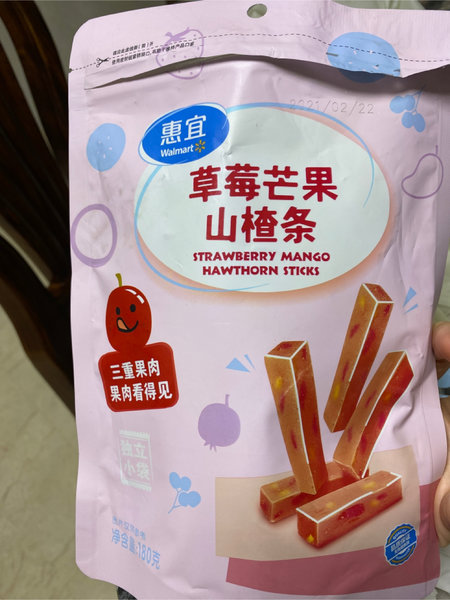 2021/02/22
惠宜
Walmart
草莓芒果
山楂条
STRAWBERRY MANGO
HAWTHORN STICKS
三重果肉
果肉看得见
独立
小袋
净含量:180克